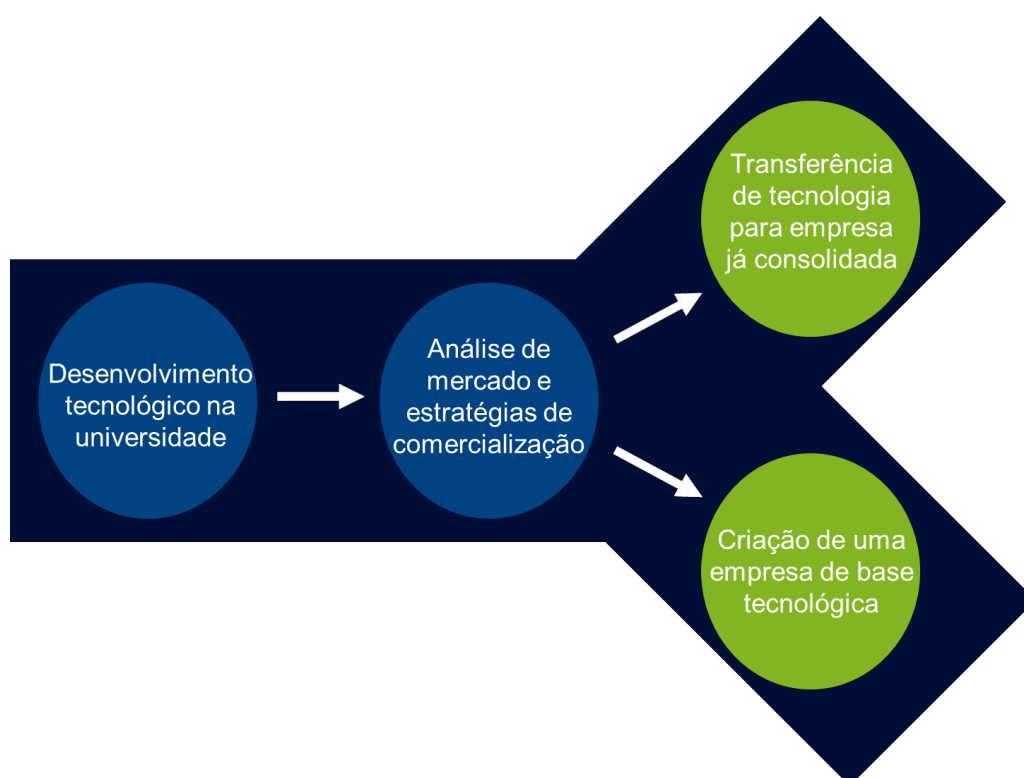 Desenvolvimento
tecnológico na
universidade
Análise de
mercado e
estratégias de
comercialização
Transferência
de tecnologia
para empresa
já consolidada
Criação de uma
empresa de base
tecnológica